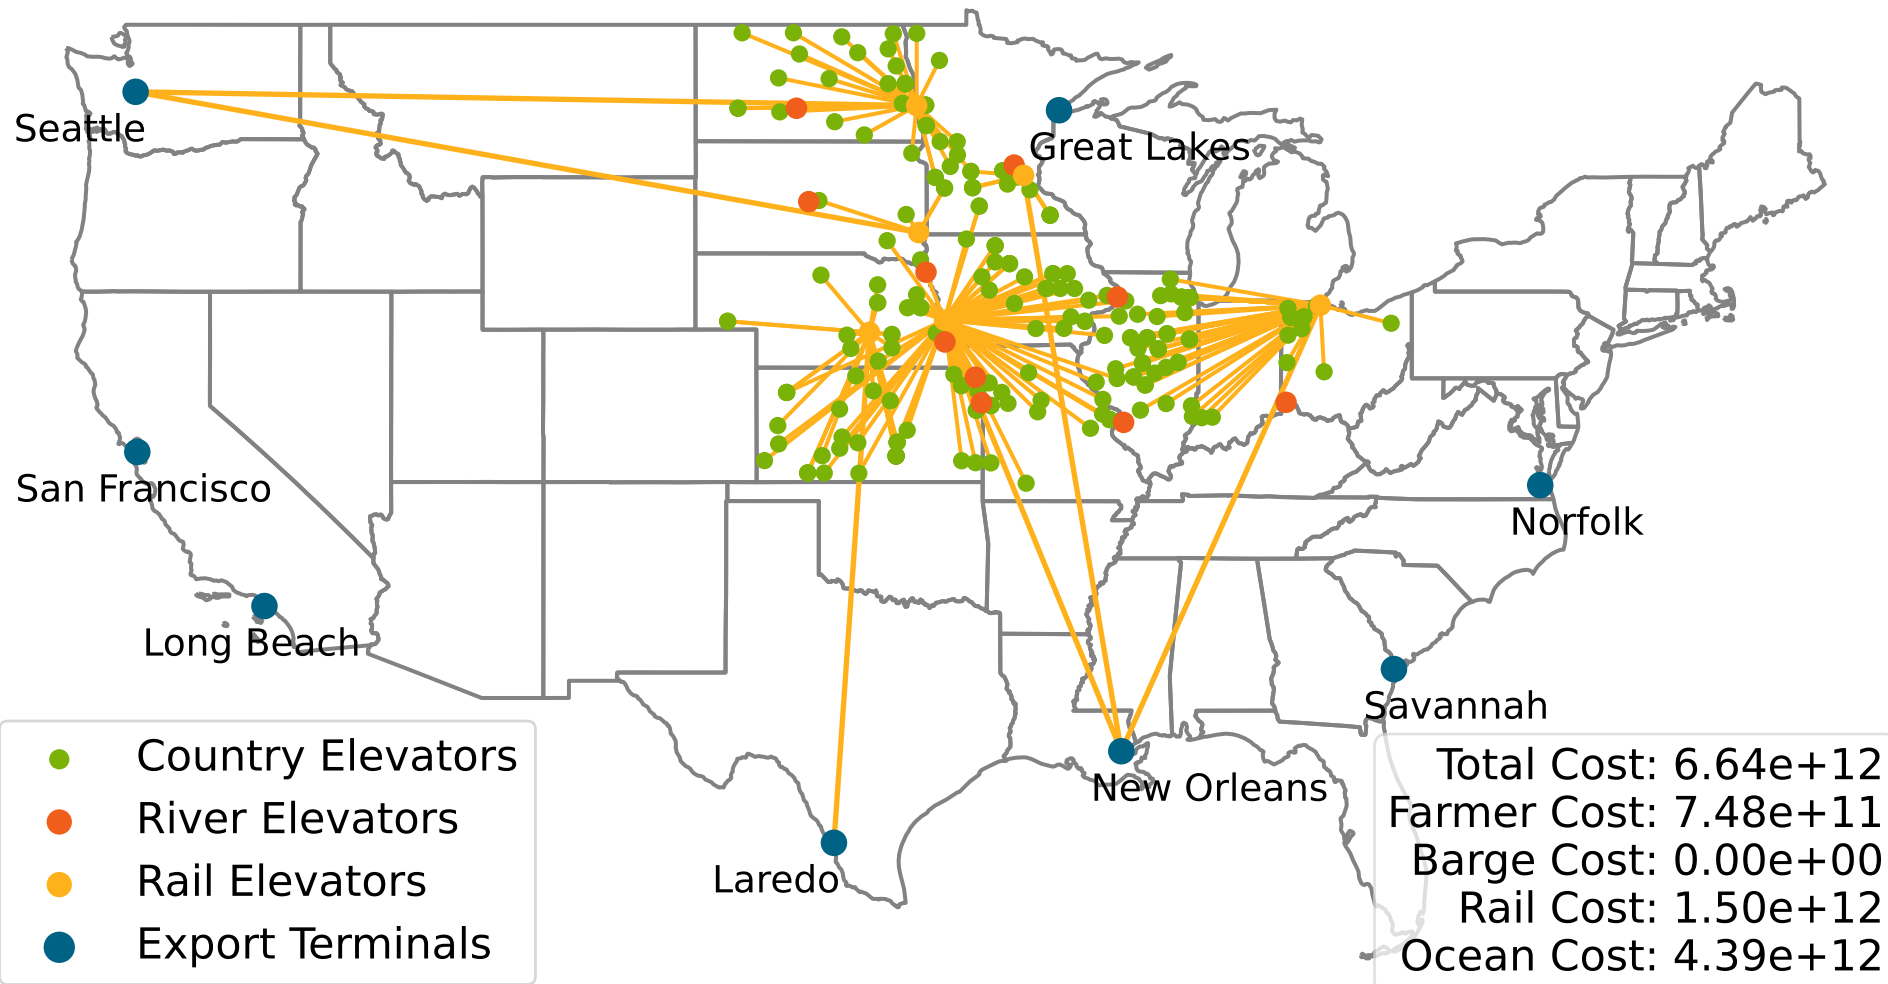 Seattle
Great Lakes
San Francisco
Norfolk
Long Beach
Savannah
New Orleans
Laredo
Country Elevators
River Elevators
Rail Elevators
Export Terminals
Total Cost: 6.64e+12
Farmer Cost: 7.48e+11
Barge Cost: 0.00e+00
Rail Cost: 1.50e+12
Ocean Cost: 4.39e+12